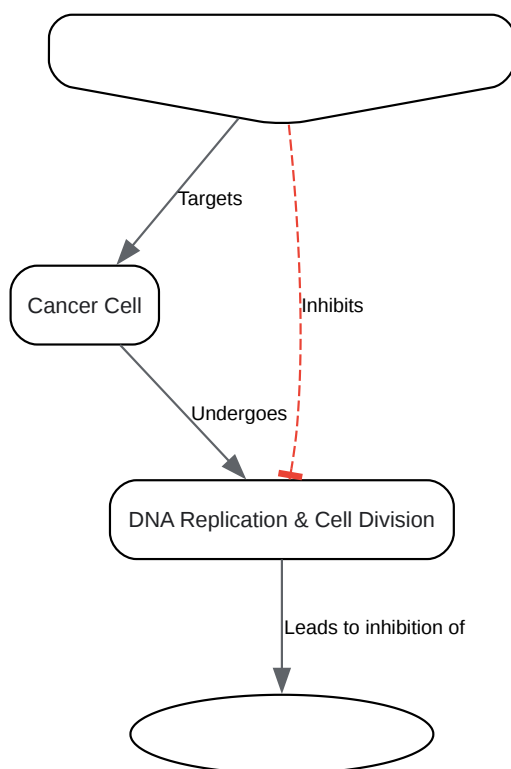 Targets
Cancer Cell
Inhibits
Undergoes
DNA Replication & Cell Division
Leads to inhibition of